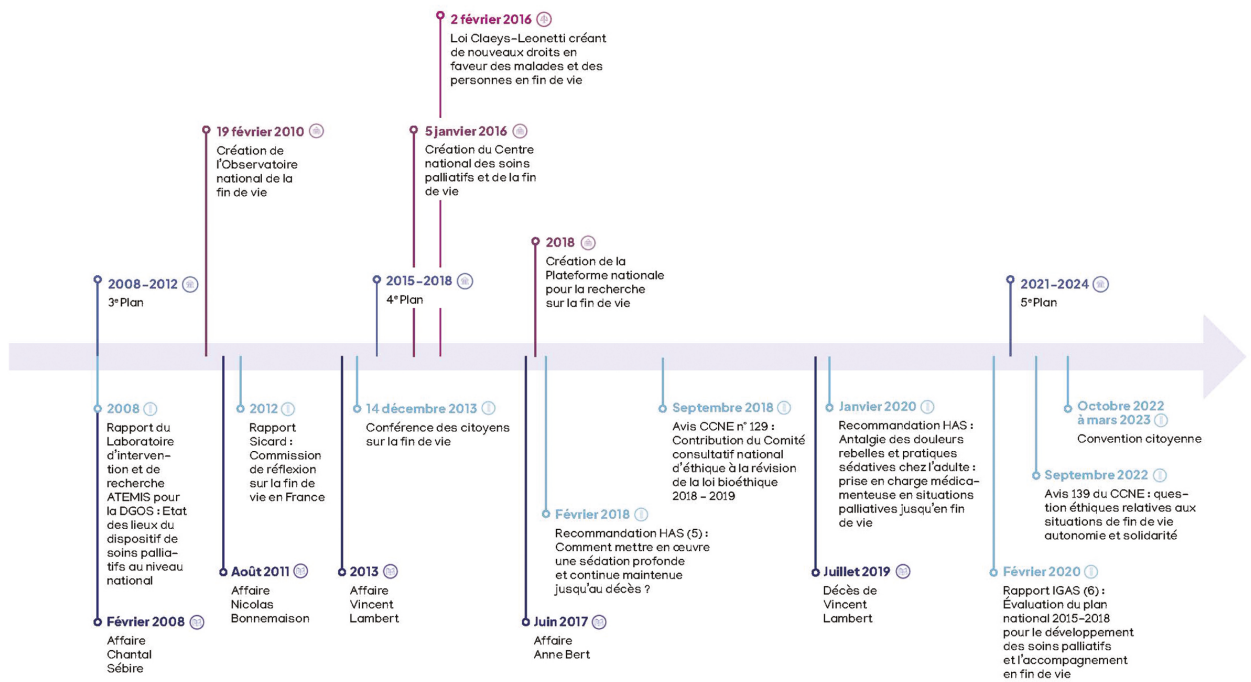 2 février 2016
Loi Claeys-Leonetti créant
de nouveaux droits en
faveur des malades et des
personnes en fin de vie
19 février 2010
Création de
l'Observatoire
national de la
fin de vie
5 janvier 2016
Création du Centre
national des soins
palliatifs et de la fin
de vie
2018
Création de la
Plateforme nationale
pour la recherche
sur la fin de vie
2008-2012
3e Plan
2015-2018
4e Plan
2021-2024
5e Plan
2008
Rapport du
Laboratoire
d'interven-
tion et de
recherche
ATEMIS pour
la DGOS : Etat
des lieux du
dispositif de
soins pallia-
tifs au niveau
national
Février 2008
Affaire
Chantal
Sébire
2012
Rapport
Sicard :
Commission
de réflexion
sur la fin de
vie en France
Août 2011
Affaire
Nicolas
Bonnemaison
14 décembre 2013
Conférence des citoyens
sur la fin de vie
2013
Affaire
Vincent
Lambert
Février 2018
Recommandation HAS (5) :
Comment mettre en œuvre
une sédation profonde
et continue maintenue
jusqu'au décès ?
Juin 2017
Affaire
Anne Bert
Septembre 2018
Avis CCNE n° 129 :
Contribution du Comité
consultatif national
d'éthique à la révision
de la loi bioéthique
2018 - 2019
Janvier 2020
Recommandation HAS :
Antalgie des douleurs
rebelles et pratiques
sédatives chez l'adulte :
prise en charge médica-
menteuse en situations
palliatives jusqu'en fin
de vie
Juillet 2019
Décès de
Vincent
Lambert
Octobre 2022
à mars 2023
Convention citoyenne
Septembre 2022
Avis 139 du CCNE : ques-
tion éthiques relatives aux
situations de fin de vie
autonomie et solidarité
Février 2020
Rapport IGAS (6) :
Évaluation du plan
national 2015-2018
pour le développement
des soins palliatifs
et l'accompagnement
en fin de vie